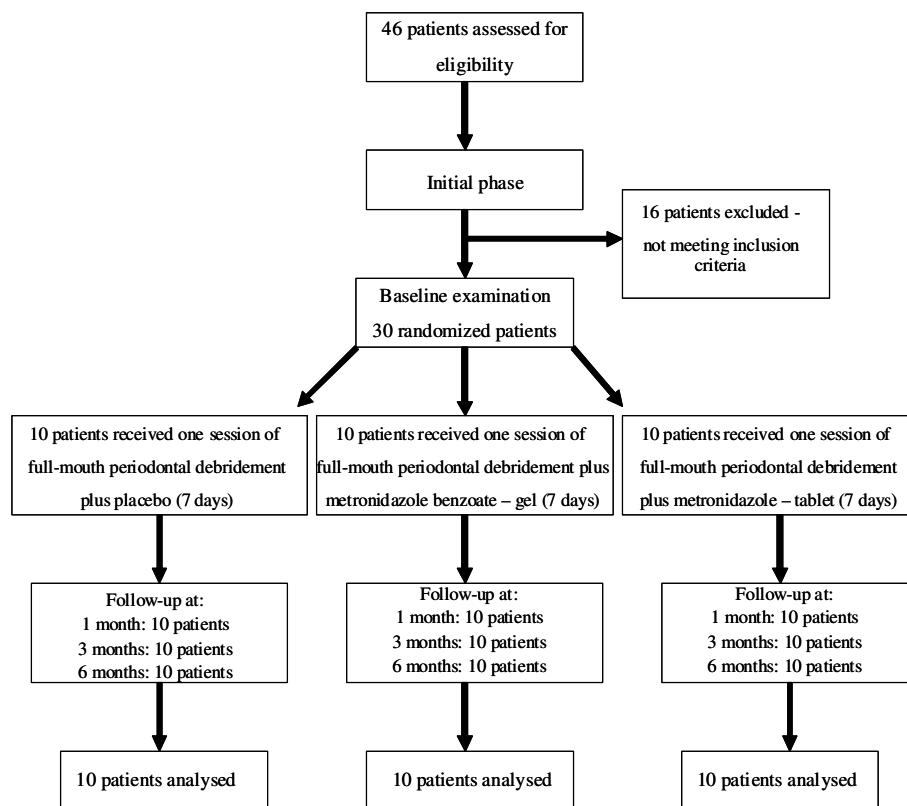 46 patients assessed for
eligibility
Initial phase
16 patients excluded -
not meeting inclusion
criteria
Baseline examination
30 randomized patients
10 patients received one session of
full-mouth periodontal debridement
plus placebo (7 days)
10 patients received one session of
full-mouth periodontal debridement plus
metronidazole benzoate – gel (7 days)
10 patients received one session of
full-mouth periodontal debridement
plus metronidazole – tablet (7 days)
Follow-up at:
1 month: 10 patients
3 months: 10 patients
6 months: 10 patients
Follow-up at:
1 month: 10 patients
3 months: 10 patients
6 months: 10 patients
Follow-up at:
1 month: 10 patients
3 months: 10 patients
6 months: 10 patients
10 patients analysed
10 patients analysed
10 patients analysed